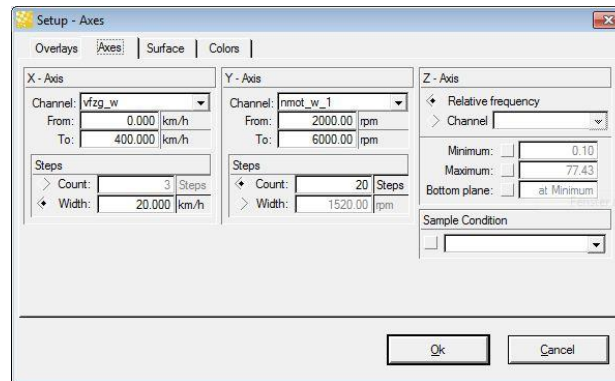 Setup - Axes
Overlays Axes Surface Colors
X - Axis
Channel: vfzg_w
From: 0.000 km/h
To: 400.000 km/h
Steps
Count: 3 Steps
Width: 20.000 km/h
Y - Axis
Channel: nmot_w_1
From: 2000.00 rpm
To: 6000.00 rpm
Steps
Count: 20 Steps
Width: 1520.00 rpm
Z - Axis
Relative frequency
Channel
Minimum: 0.10
Maximum: 77.43
Bottom plane: at Minimum
Sample Condition
Ok Cancel